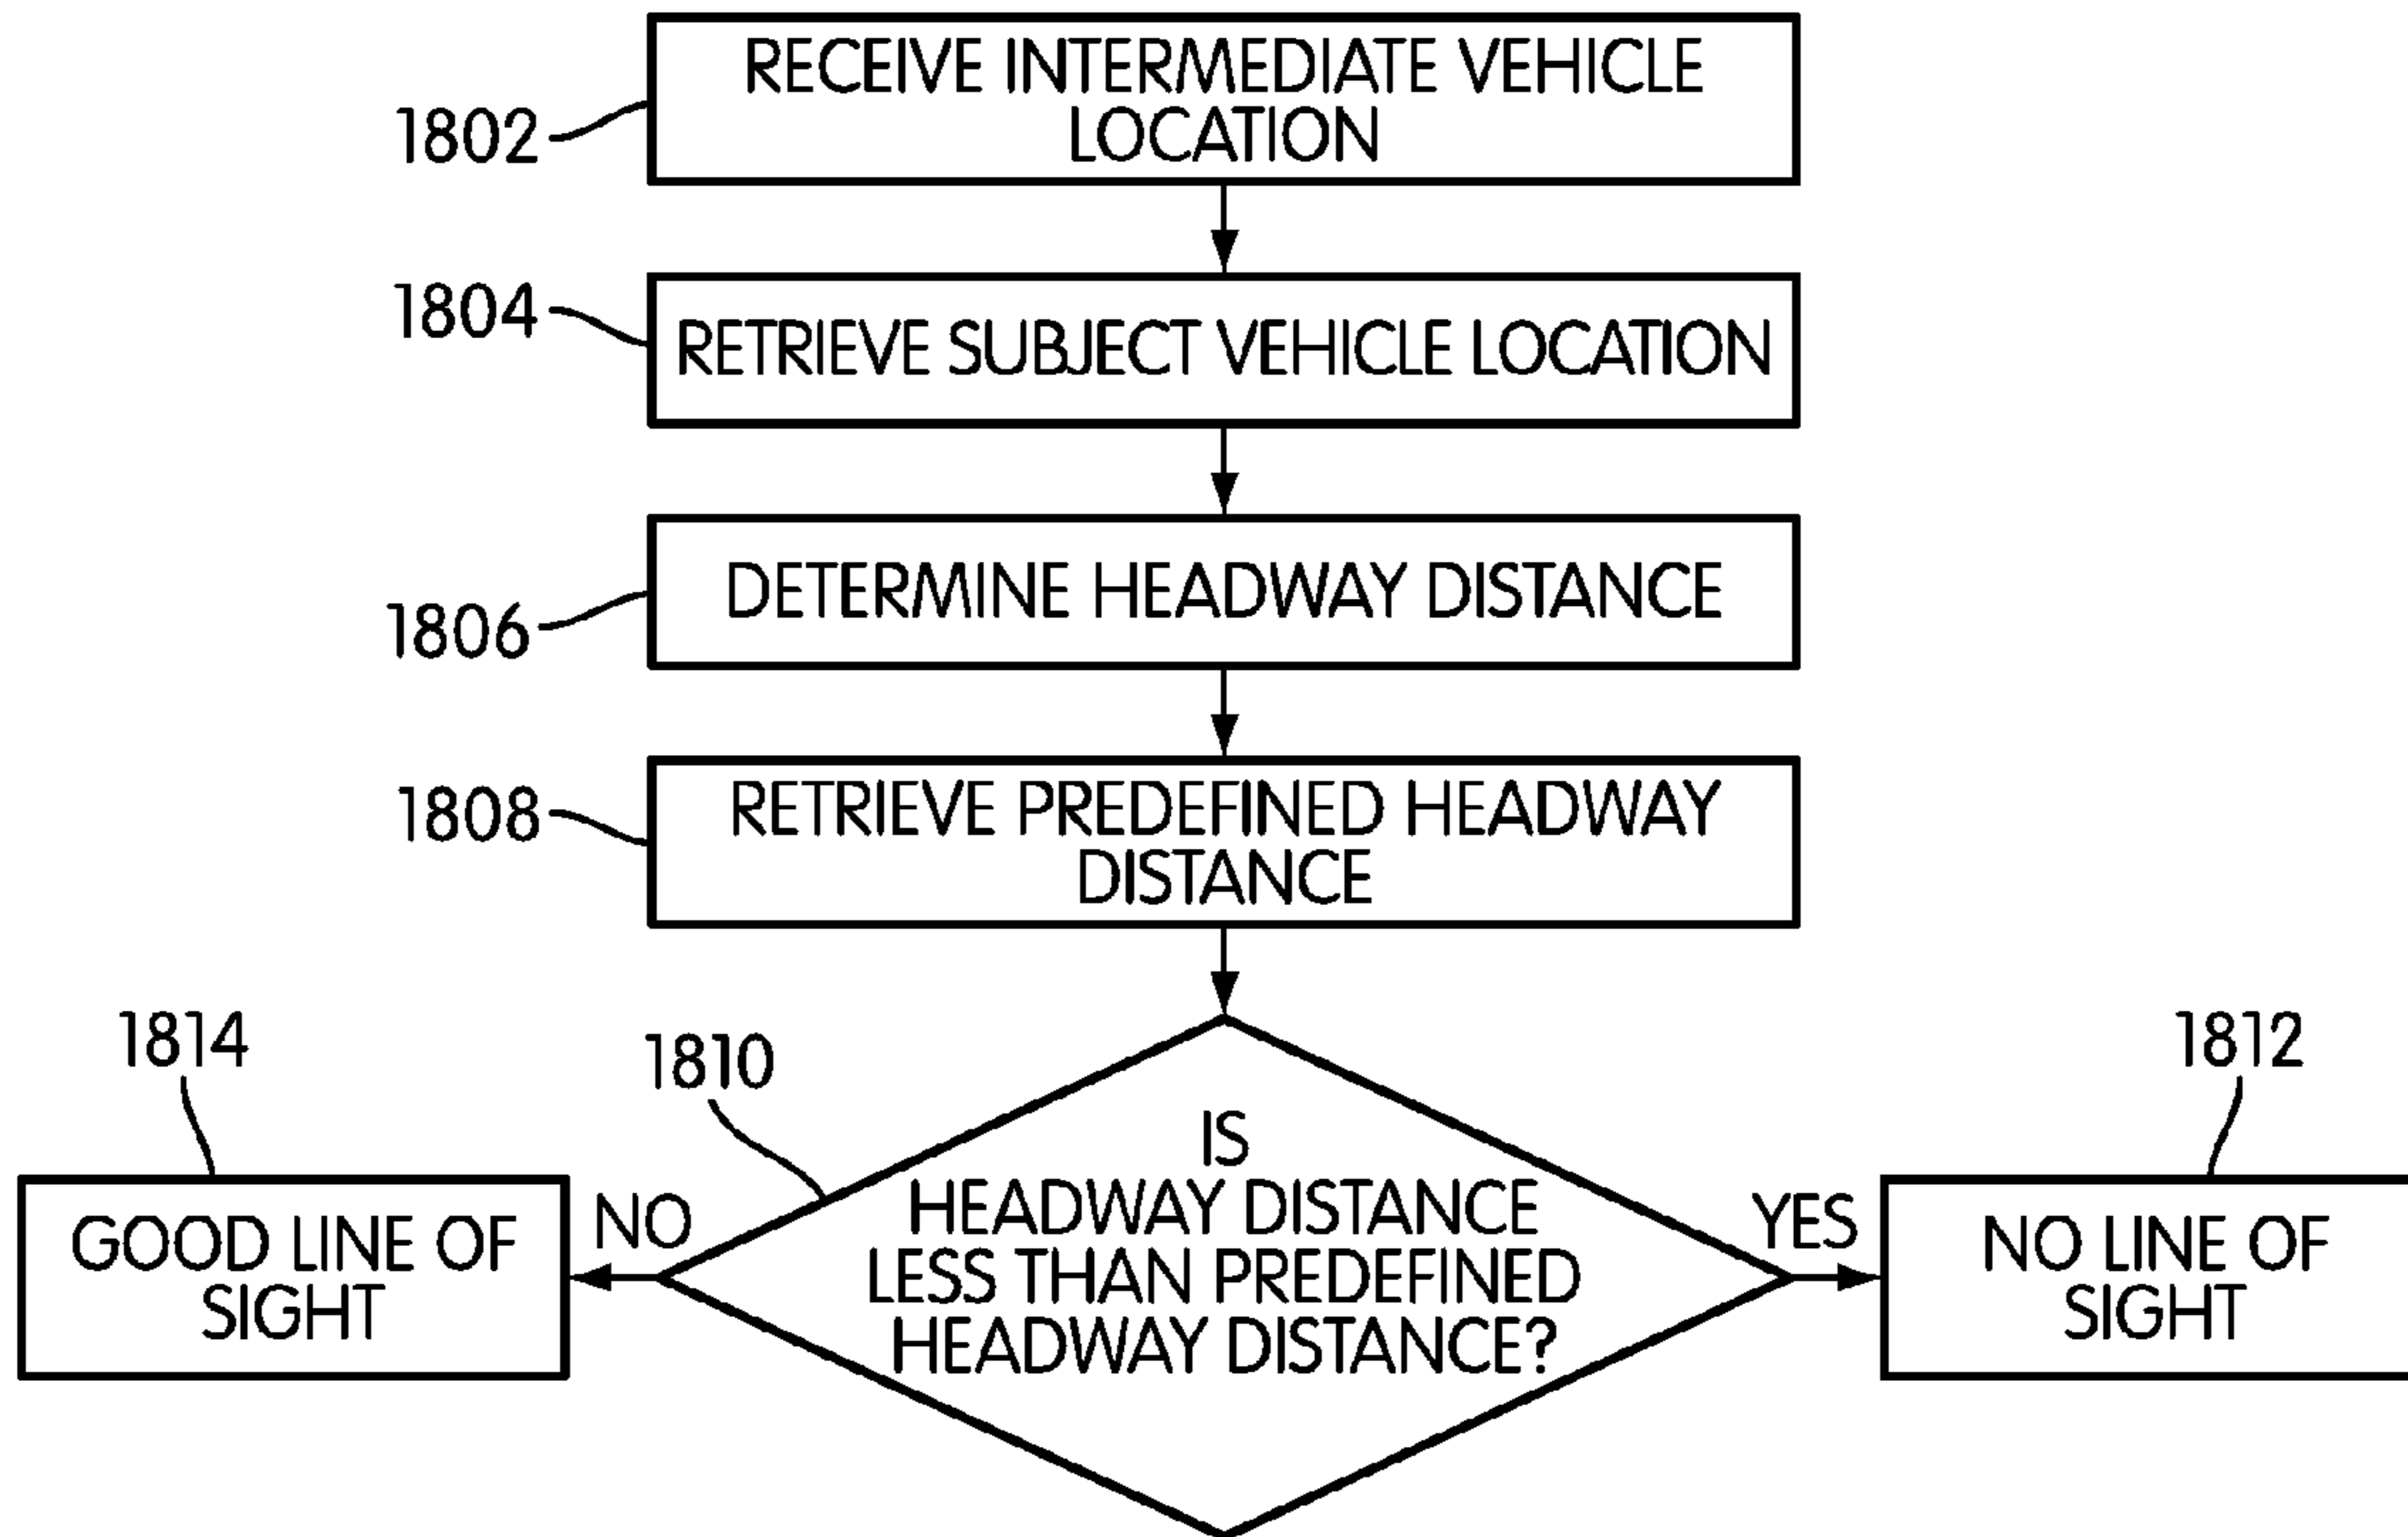 RECEIVE INTERMEDIATE VEHICLE
LOCATION
1802
1804
RETRIEVE SUBJECT VEHICLE LOCATION
DETERMINE HEADWAY DISTANCE
1806
1808
RETRIEVE PREDEFINED HEADWAY
DISTANCE
1814
1810
1812
IS
HEADWAY DISTANCE
LESS THAN PREDEFINED
HEADWAY DISTANCE?
NO
GOOD LINE OF
SIGHT
YES
NO LINE OF
SIGHT